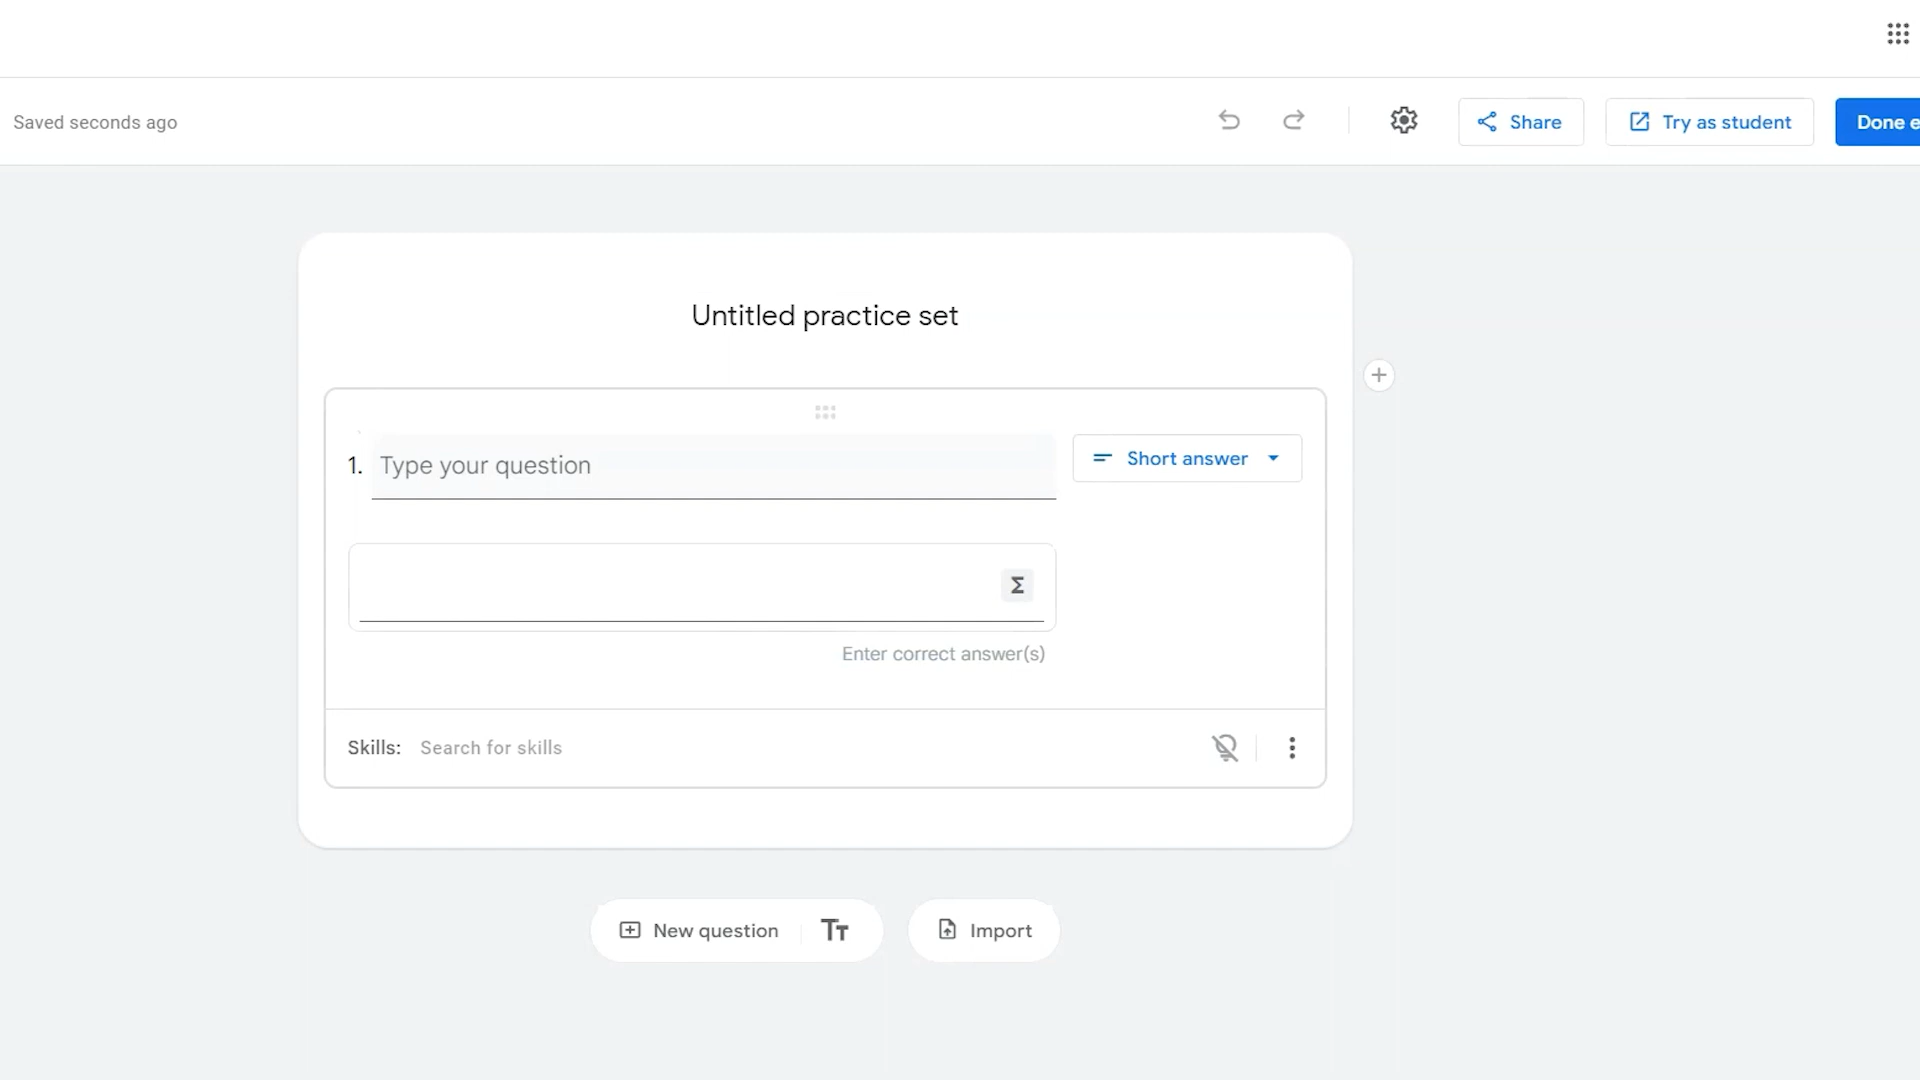 Saved seconds ago
Share
Try as student
Done e
Untitled practice set
1. Type your question
Short answer
Σ
Enter correct answer(s)
Skills: Search for skills
New question
Tт
Import